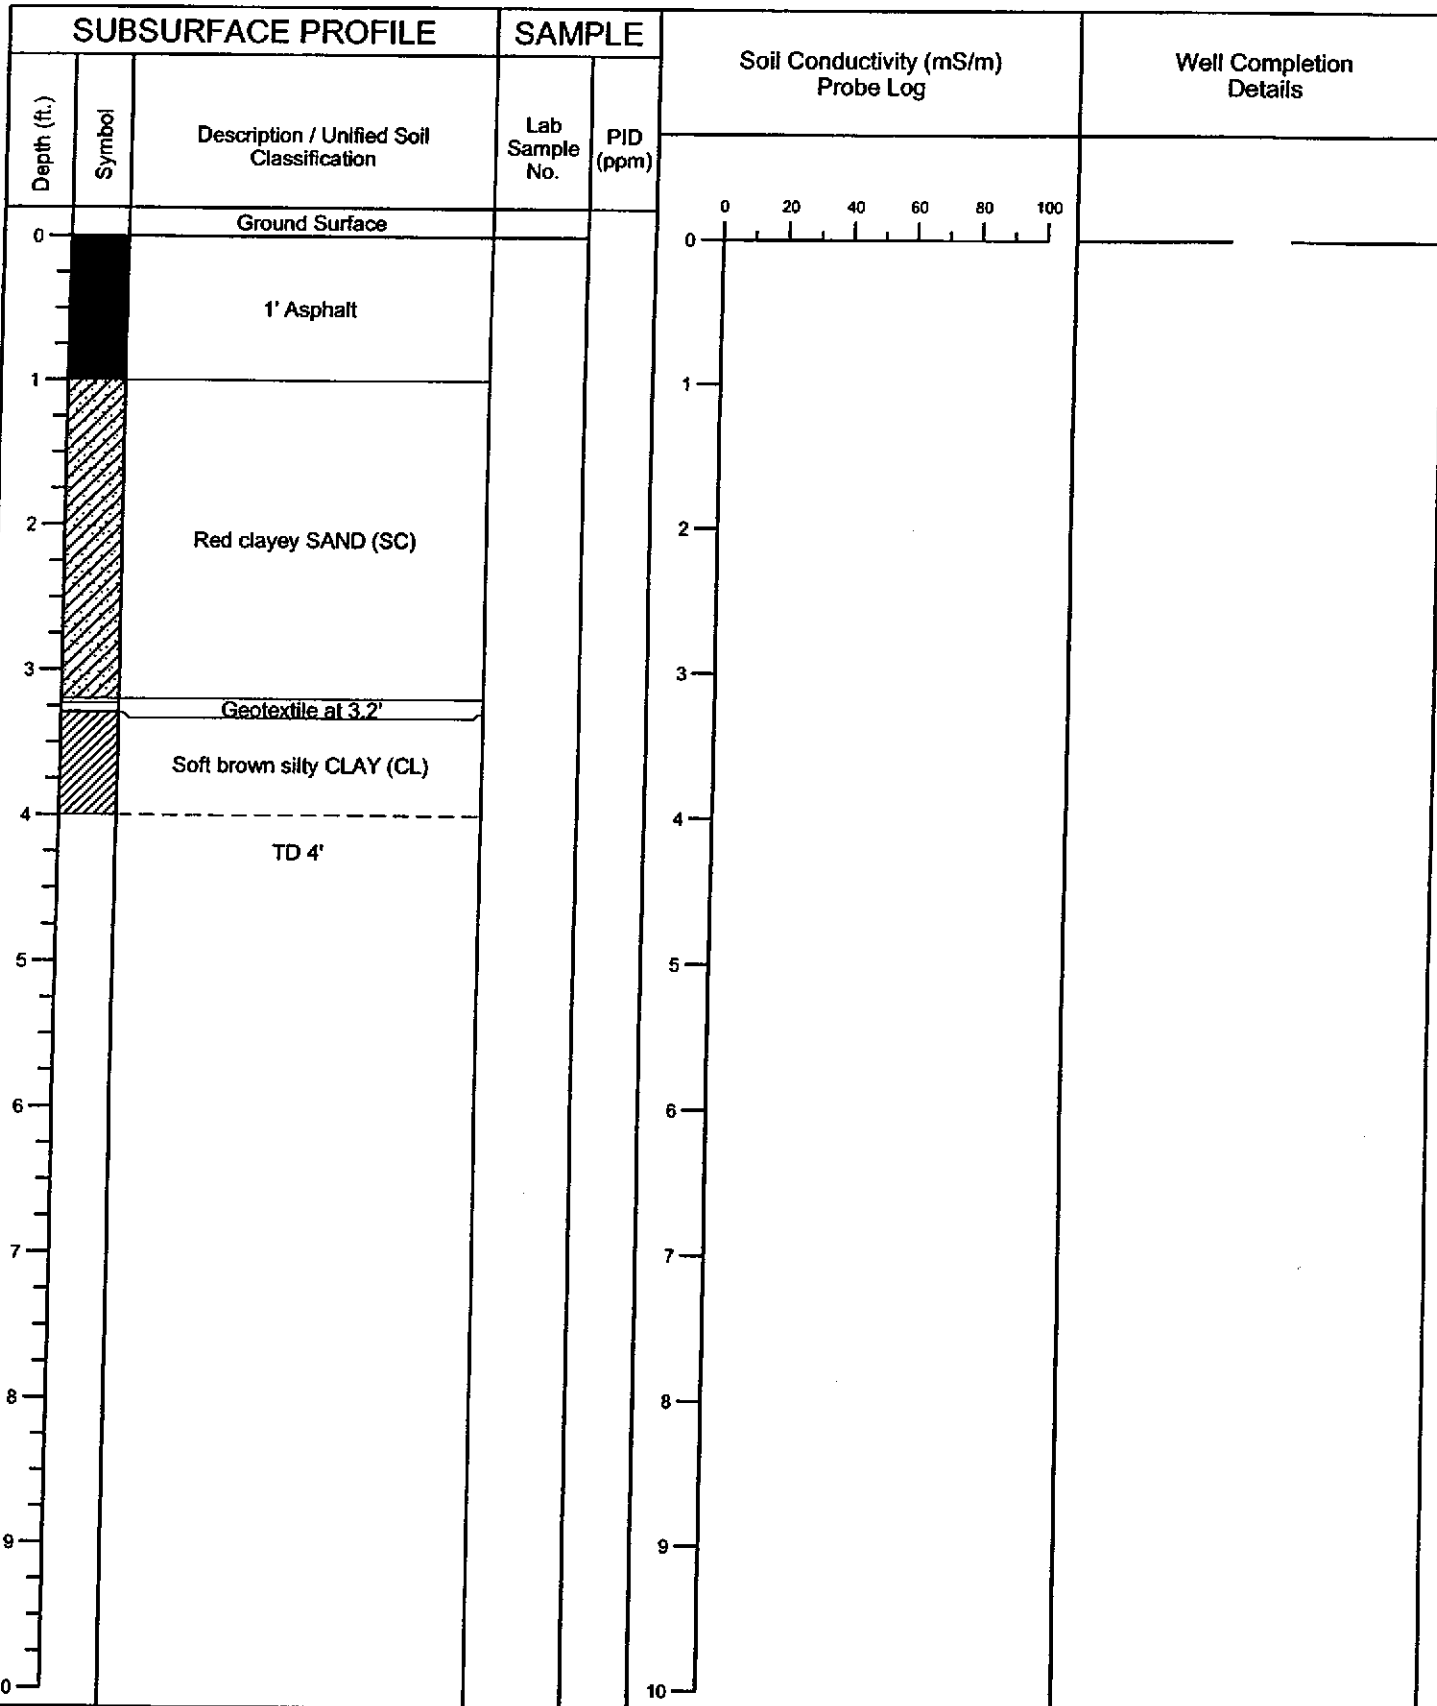 SUBSURFACE PROFILE
SAMPLE
Soil Conductivity (mS/m)
Probe Log
Well Completion
Details
Depth (ft.)
Symbol
Description / Unified Soil
Classification
Lab
Sample
No.
PID
(ppm)
0 20 40 60 80 100
Ground Surface
0
0
1' Asphalt
1
1
2
2
Red clayey SAND (SC)
3
3
Geotextile at 3.2'
Soft brown silty CLAY (CL)
4
4
TD 4'
5
5
6
6
7
7
8
8
9
9
0
10